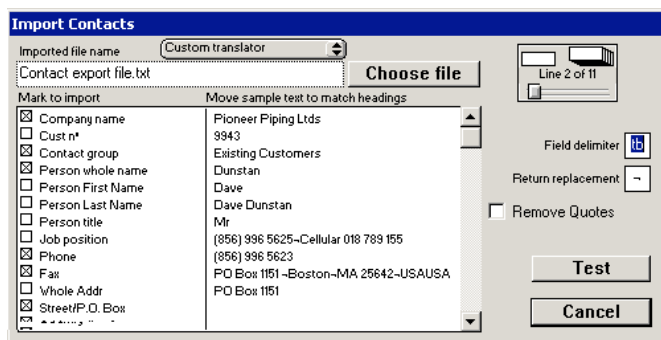 Import Contacts
Imported file name Custom translator
Contact export file.txt Choose file
Line 2 of 11
Mark to import Move sample text to match headings
Company name Pioneer Piping Ltds
Cust nº 9943
Contact group Existing Customers
Person whole name Dunstan
Person First Name Dave
Person Last Name Dave Dunstan
Person title Mr
Job position (856) 996 5625¬Cellular 018 789 155
Phone (856) 996 5623
Fax PO Box 1151¬Boston¬MA 25642¬USAUSA
Whole Addr PO Box 1151
Street/P.O. Box
Field delimiter tb
Return replacement ¬
Remove Quotes
Test
Cancel